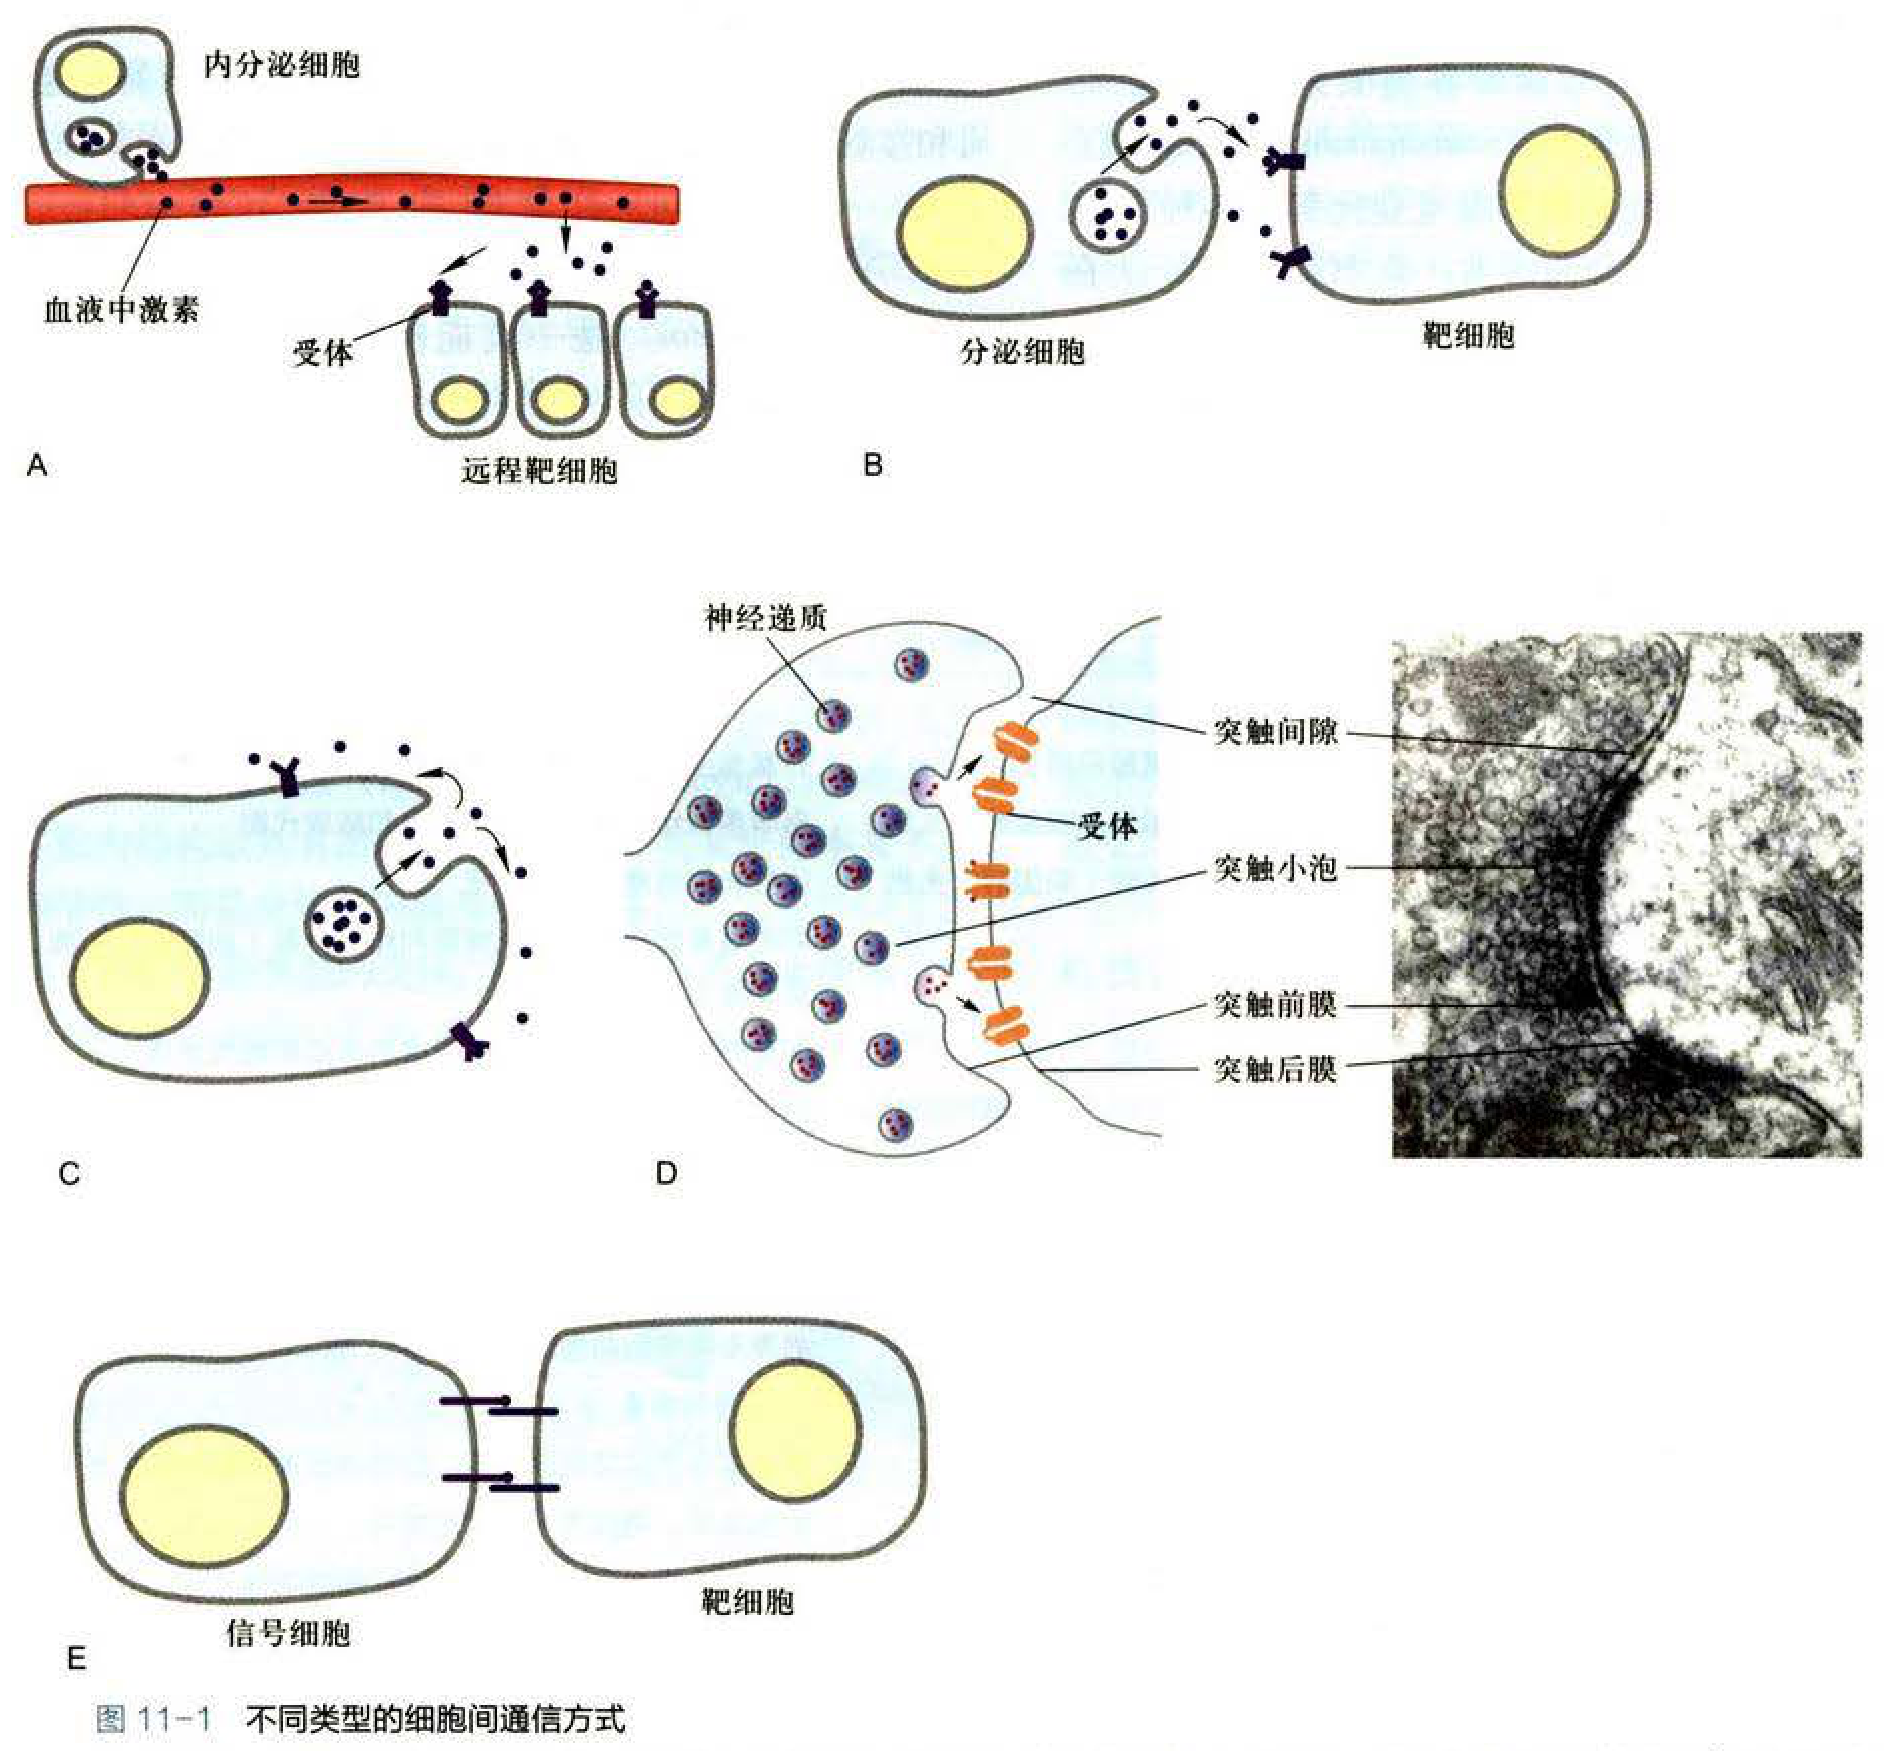 内分泌细胞
血液中激素
受体
远程靶细胞
A
分泌细胞
靶细胞
B
C
神经递质
突触间隙
受体
突触小泡
突触前膜
突触后膜
D
信号细胞
靶细胞
E
图 11-1 不同类型的细胞间通信方式